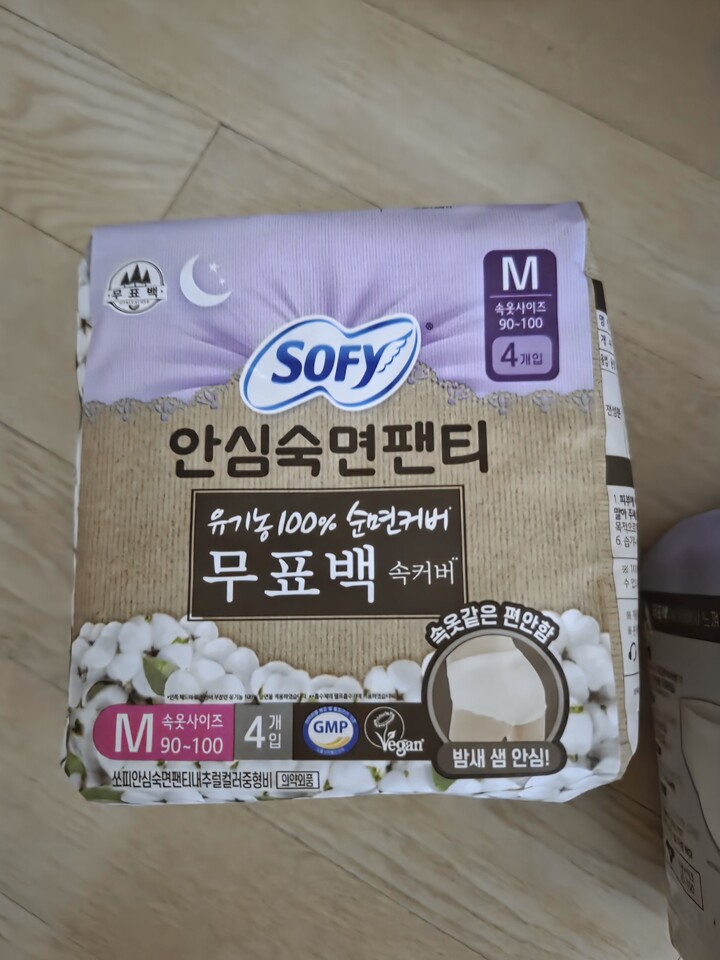 무표백
M
속옷사이즈
90~100
4개입
SOFY
안심숙면팬티
유기농 100% 순면커버*
무표백 속커버**
속옷같은 편안함
M 속옷사이즈 90~100 4개입
GMP
Vegan
밤새 샘 안심!
쏘피안심숙면팬티내추럴컬러중형비 의약외품